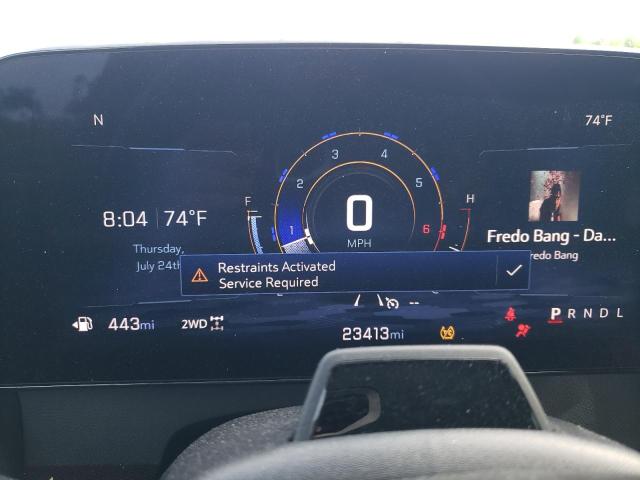 N
74°F
3
4
2
5
F
H
8:04
74°F
0
1
6
MPH
Fredo Bang - Da...
Thursday,
July 24th
Restraints Activated
Service Required
redo Bang
--
443mi
2WD
23413mi
P R N D L